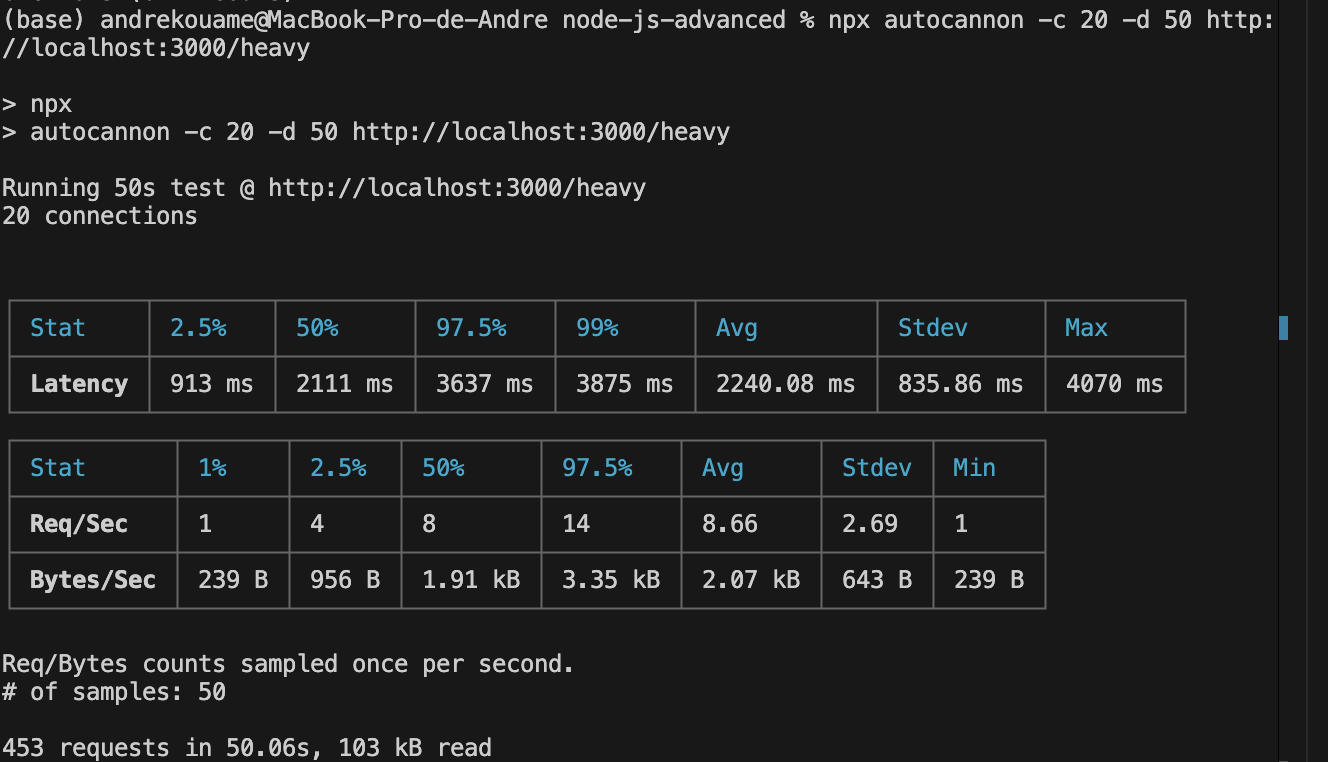 (base) andrekouame@MacBook-Pro-de-Andre node-js-advanced % npx autocannon -c 20 -d 50 http:
//localhost:3000/heavy
> npx
> autocannon -c 20 -d 50 http://localhost:3000/heavy
Running 50s test @ http://localhost:3000/heavy
20 connections
Stat 2.5% 50% 97.5% 99% Avg Stdev Max
Latency 913 ms 2111 ms 3637 ms 3875 ms 2240.08 ms 835.86 ms 4070 ms
Stat 1% 2.5% 50% 97.5% Avg Stdev Min
Req/Sec 1 4 8 14 8.66 2.69 1
Bytes/Sec 239 B 956 B 1.91 kB 3.35 kB 2.07 kB 643 B 239 B
Req/Bytes counts sampled once per second.
# of samples: 50
453 requests in 50.06s, 103 kB read